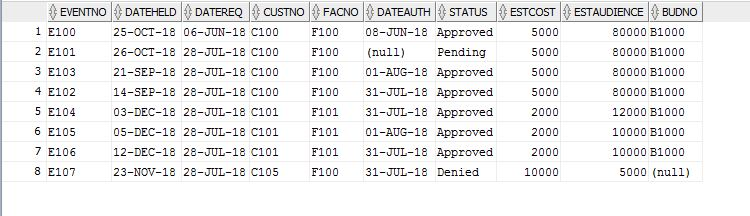 EVENTNO DATEHELD DATEREQ CUSTNO FACNO DATEAUTH STATUS ESTCOST ESTAUDIENCE BUDNO
1 E100 25-OCT-18 06-JUN-18 C100 F100 08-JUN-18 Approved 5000 80000 B1000
2 E101 26-OCT-18 28-JUL-18 C100 F100 (null) Pending 5000 80000 B1000
3 E103 21-SEP-18 28-JUL-18 C100 F100 01-AUG-18 Approved 5000 80000 B1000
4 E102 14-SEP-18 28-JUL-18 C100 F100 31-JUL-18 Approved 5000 80000 B1000
5 E104 03-DEC-18 28-JUL-18 C101 F101 31-JUL-18 Approved 2000 12000 B1000
6 E105 05-DEC-18 28-JUL-18 C101 F101 01-AUG-18 Approved 2000 10000 B1000
7 E106 12-DEC-18 28-JUL-18 C101 F101 31-JUL-18 Approved 2000 10000 B1000
8 E107 23-NOV-18 28-JUL-18 C105 F100 31-JUL-18 Denied 10000 5000 (null)